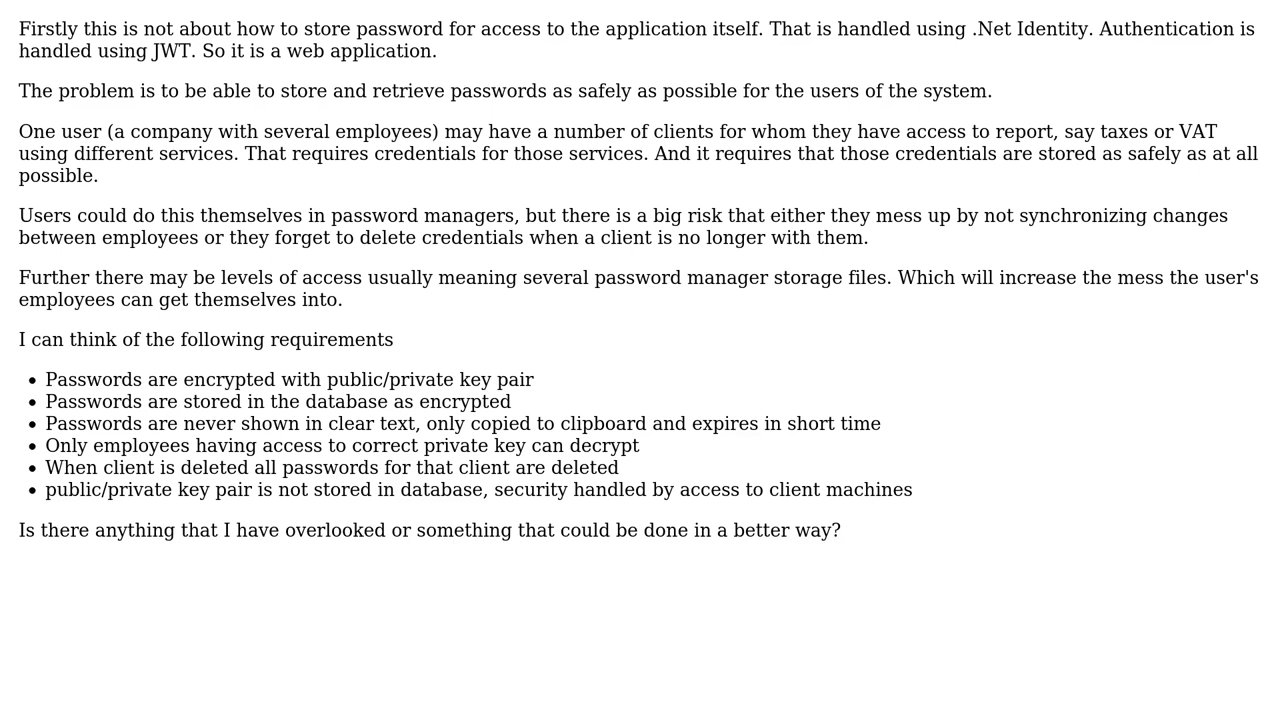 Firstly this is not about how to store password for access to the application itself. That is handled using .Net Identity. Authentication is
handled using JWT. So it is a web application.
The problem is to be able to store and retrieve passwords as safely as possible for the users of the system.
One user (a company with several employees) may have a number of clients for whom they have access to report, say taxes or VAT
using different services. That requires credentials for those services. And it requires that those credentials are stored as safely as at all
possible.
Users could do this themselves in password managers, but there is a big risk that either they mess up by not synchronizing changes
between employees or they forget to delete credentials when a client is no longer with them.
Further there may be levels of access usually meaning several password manager storage files. Which will increase the mess the user's
employees can get themselves into.
I can think of the following requirements
• Passwords are encrypted with public/private key pair
• Passwords are stored in the database as encrypted
• Passwords are never shown in clear text, only copied to clipboard and expires in short time
• Only employees having access to correct private key can decrypt
• When client is deleted all passwords for that client are deleted
• public/private key pair is not stored in database, security handled by access to client machines
Is there anything that I have overlooked or something that could be done in a better way?